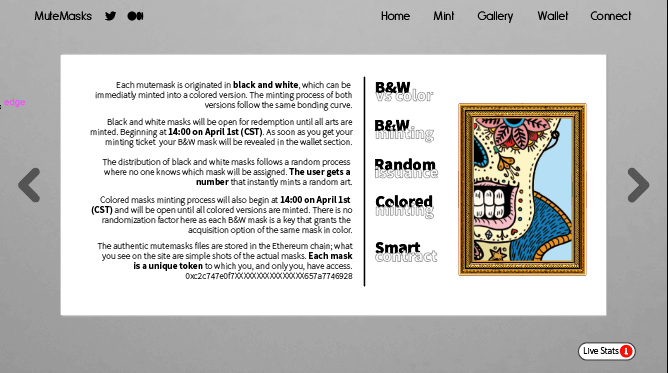 MuteMasks
Home Mint Gallery Wallet Connect
edge
Each mutemask is originated in black and white, which can be
immediatly minted into a colored version. The minting process of both
versions follow the same bonding curve.
B&W
vs color
Black and white masks will be open for redemption until all arts are
minted. Beginning at 14:00 on April 1st (CST). As soon as you get your
minting ticket your B&W mask will be revealed in the wallet section.
B&W
minting
The distribution of black and white masks follows a random process
where no one knows which mask will be assigned. The user gets a
number that instantly mints a random art.
Random
issuance
Colored masks minting process will also begin at 14:00 on April 1st
(CST) and will be open until all colored versions are minted. There is no
randomization factor here as each B&W mask is a key that grants the
acquisition option of the same mask in color.
Colored
minting
The authentic mutemasks files are stored in the Ethereum chain; what
you see on the site are simple shots of the actual masks. Each mask
is a unique token to which you, and only you, have access.
Smart
contract
Live Stats